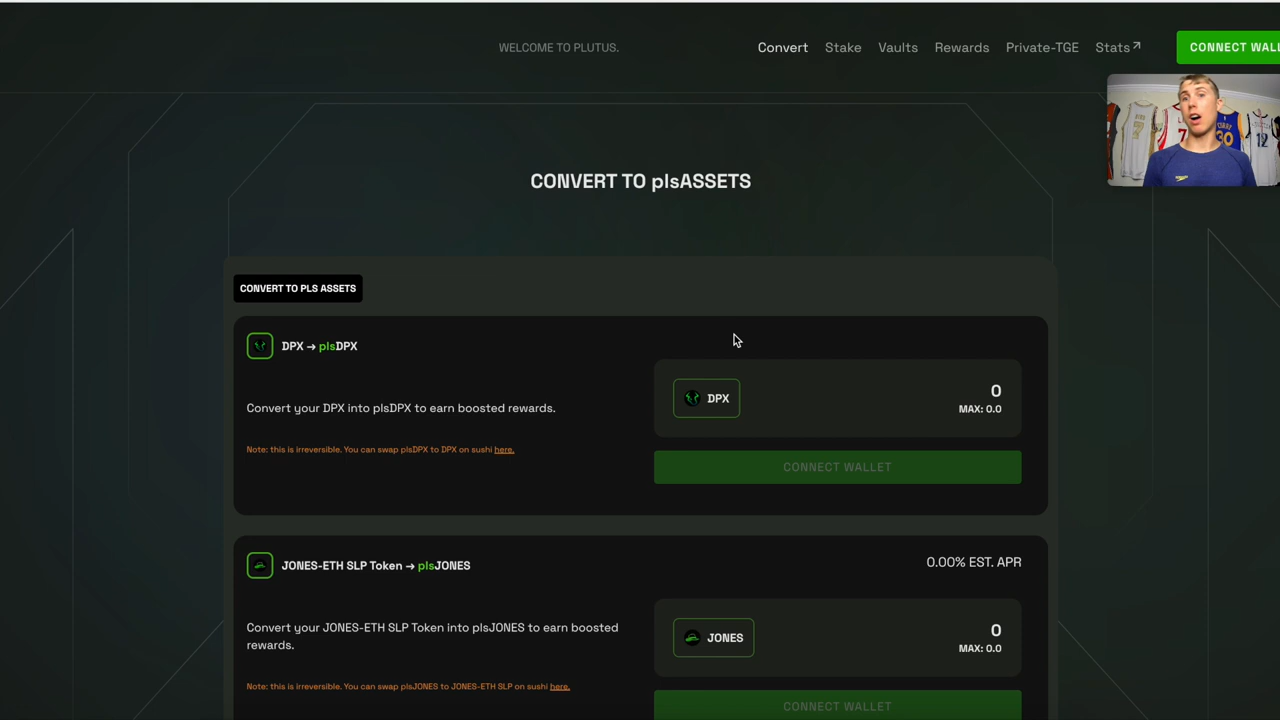 WELCOME TO PLUTUS.
Convert
Stake
Vaults
Rewards
Private-TGE
Stats
CONNECT
CONVERT TO plsASSETS
CONVERT TO PLS ASSETS
DPX → plsDPX
Convert your DPX into plsDPX to earn boosted rewards.
Note: this is irreversible. You can swap plsDPX to DPX on sushi here.
DPX
0
MAX: 0.0
CONNECT WALLET
JONES-ETH SLP Token → plsJONES
0.00% EST. APR
Convert your JONES-ETH SLP Token into plsJONES to earn boosted
rewards.
Note: this is irreversible. You can swap plsJONES to JONES-ETH SLP on sushi here.
JONES
0
MAX: 0.0
CONNECT WALLET
7
7
30
12